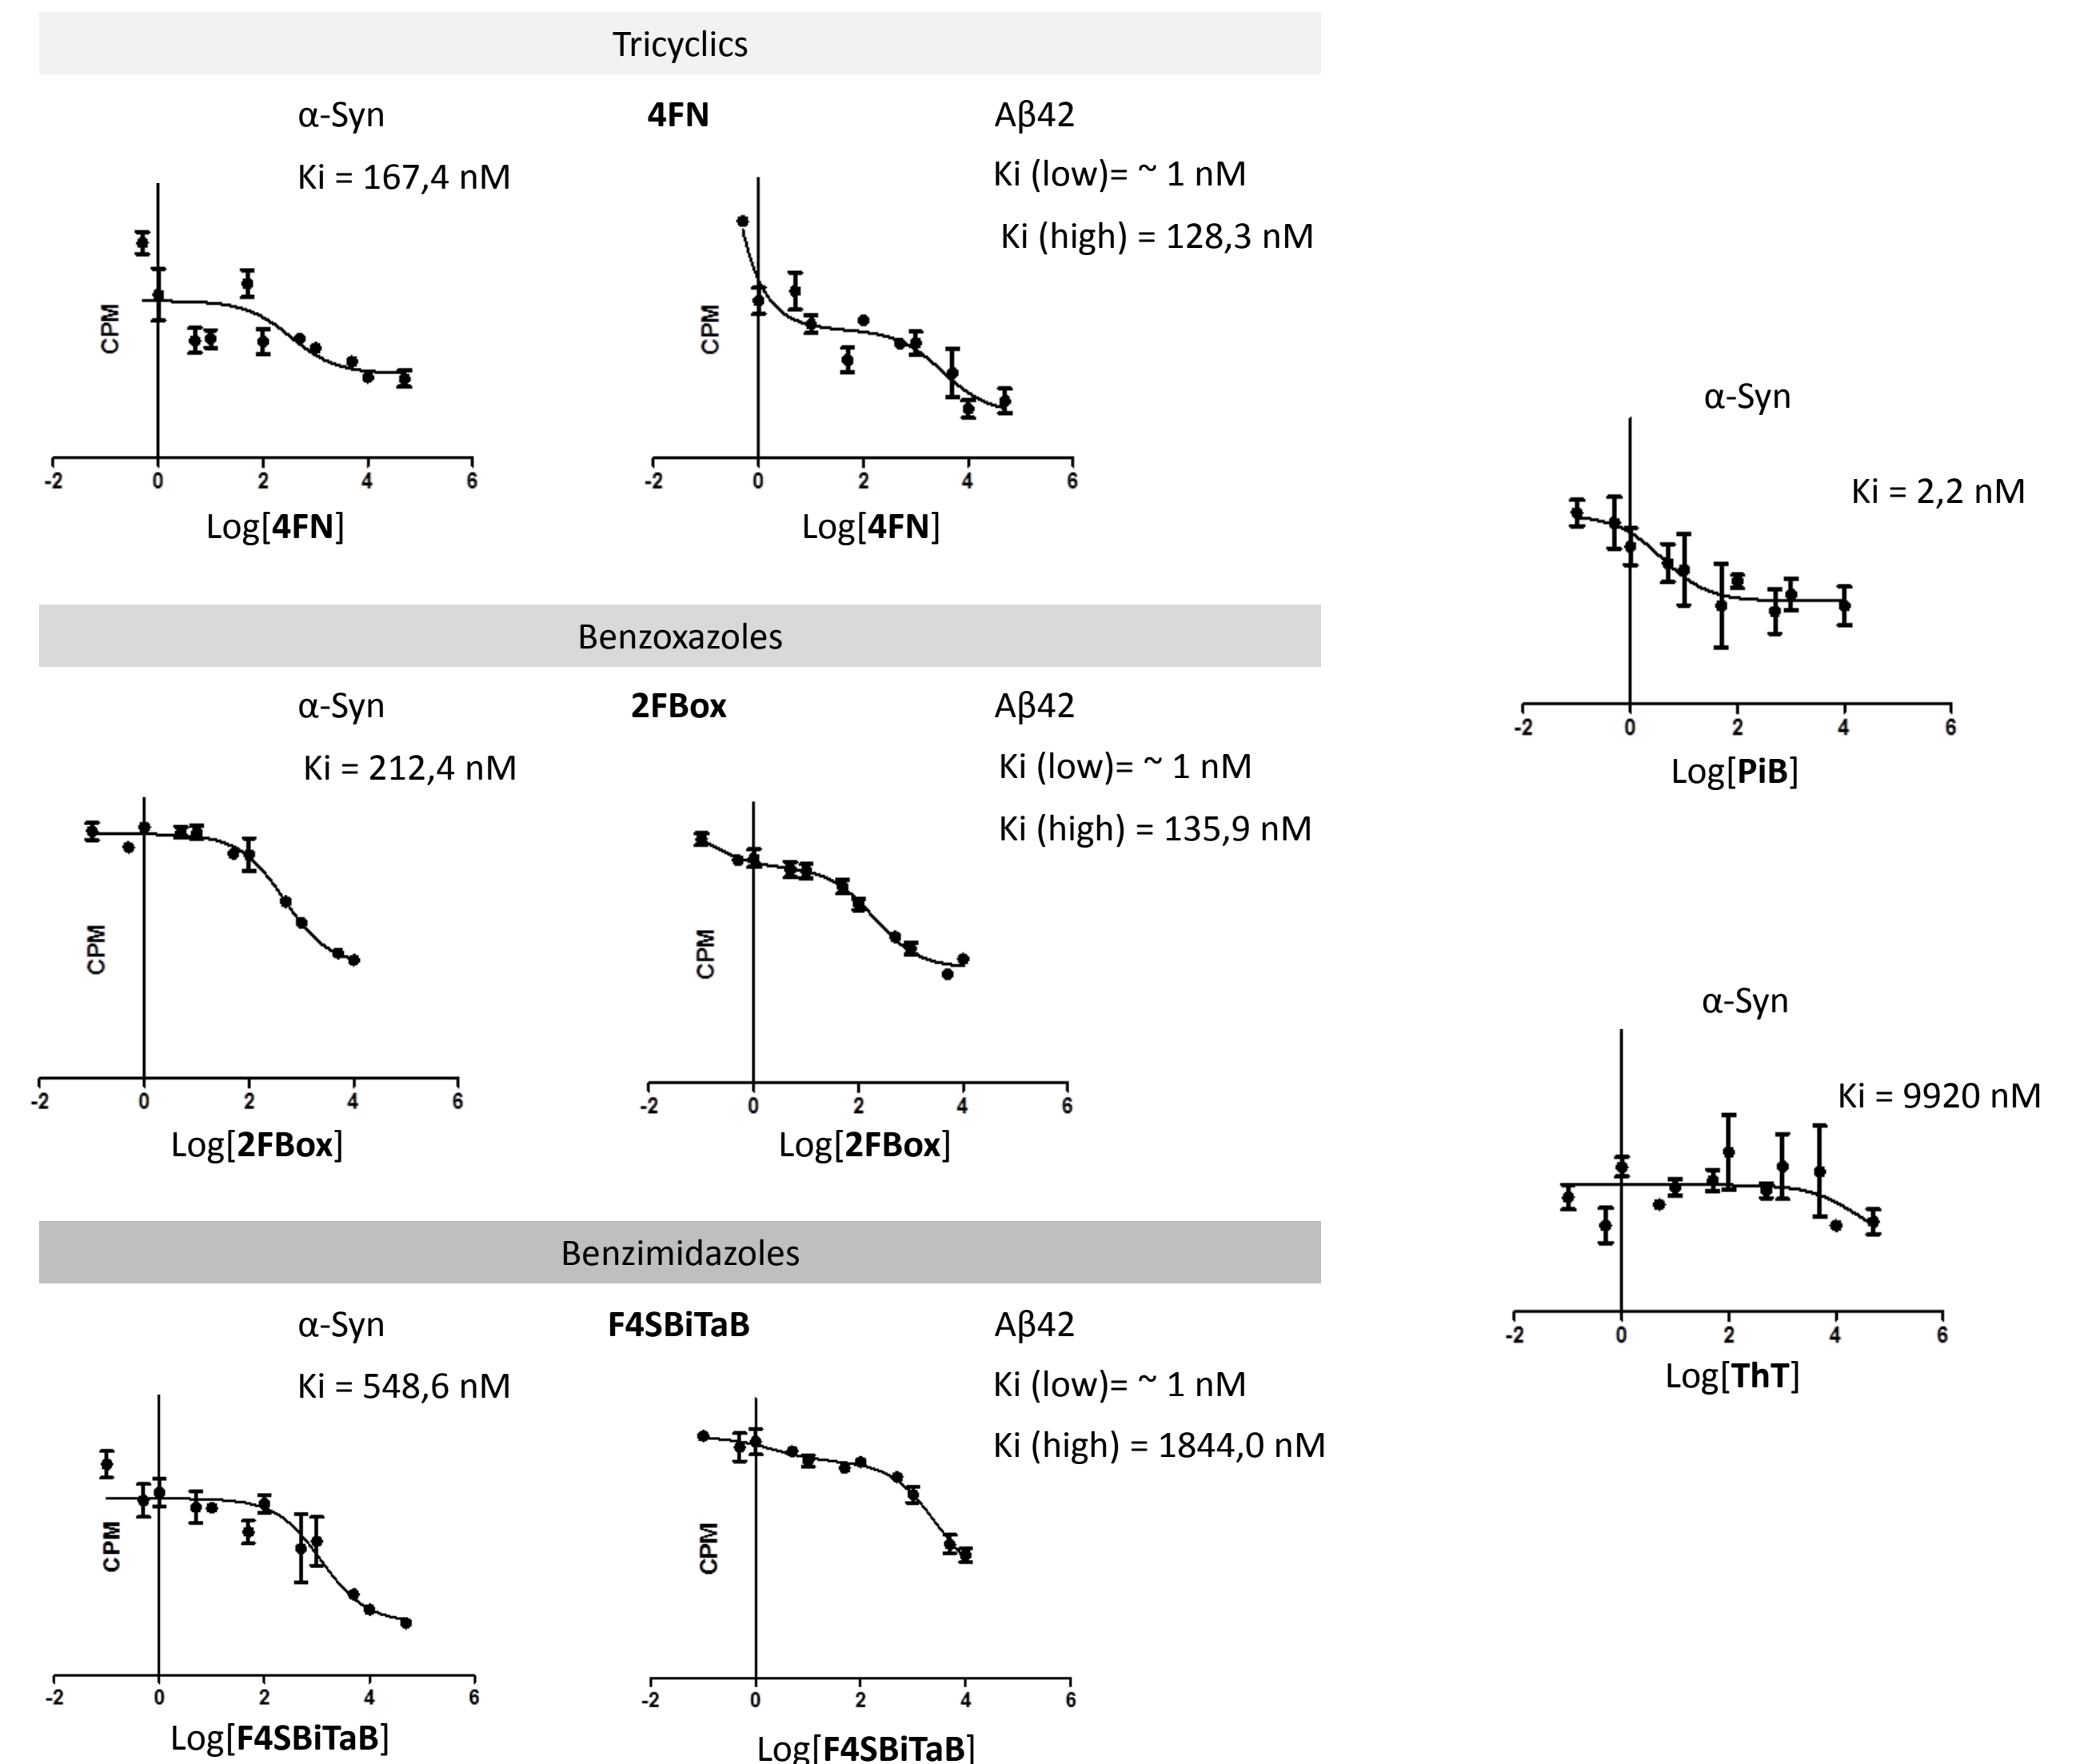 Tricyclics
α-Syn
4FN
Aβ42
Ki = 167,4 nM
Ki (low)= ~ 1 nM
Ki (high) = 128,3 nM
CPM
-2 0 2 4 6
Log[4FN]
CPM
-2 0 2 4 6
Log[4FN]
Benzoxazoles
α-Syn
2FBox
Aβ42
Ki = 212,4 nM
Ki (low)= ~ 1 nM
Ki (high) = 135,9 nM
CPM
-2 0 2 4 6
Log[2FBox]
CPM
-2 0 2 4 6
Log[2FBox]
Benzimidazoles
α-Syn
F4SBiTaB
Aβ42
Ki = 548,6 nM
Ki (low)= ~ 1 nM
Ki (high) = 1844,0 nM
CPM
-2 0 2 4 6
Log[F4SBiTaB]
CPM
-2 0 2 4 6
Log[F4SBiTaB]
α-Syn
Ki = 2,2 nM
-2 0 2 4 6
Log[PiB]
α-Syn
Ki = 9920 nM
-2 0 2 4 6
Log[ThT]